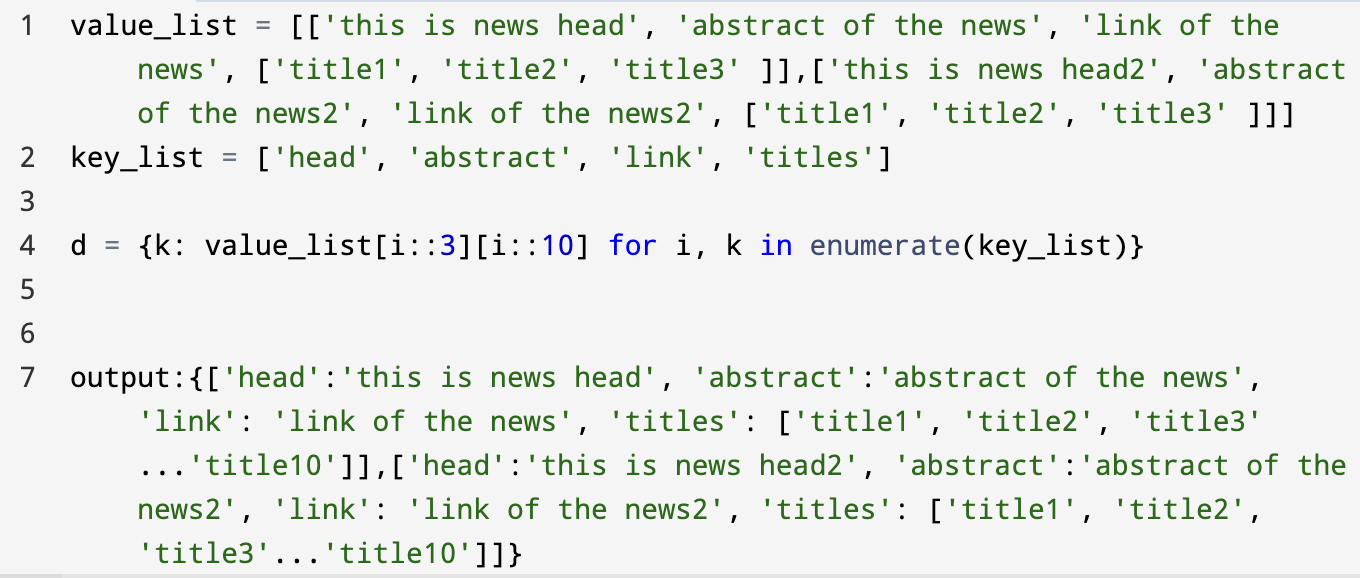 1 value_list = [['this is news head', 'abstract of the news', 'link of the
news', ['title1', 'title2', 'title3' ]],['this is news head2', 'abstract
of the news2', 'link of the news2', ['title1', 'title2', 'title3' ]]]
2 key_list = ['head', 'abstract', 'link', 'titles']
3
4 d = {k: value_list[i::3][i::10] for i, k in enumerate(key_list)}
5
6
7 output:{['head':'this is news head', 'abstract':'abstract of the news',
'link': 'link of the news', 'titles': ['title1', 'title2', 'title3'
...'title10']],['head':'this is news head2', 'abstract':'abstract of the
news2', 'link': 'link of the news2', 'titles': ['title1', 'title2',
'title3'...'title10']]}